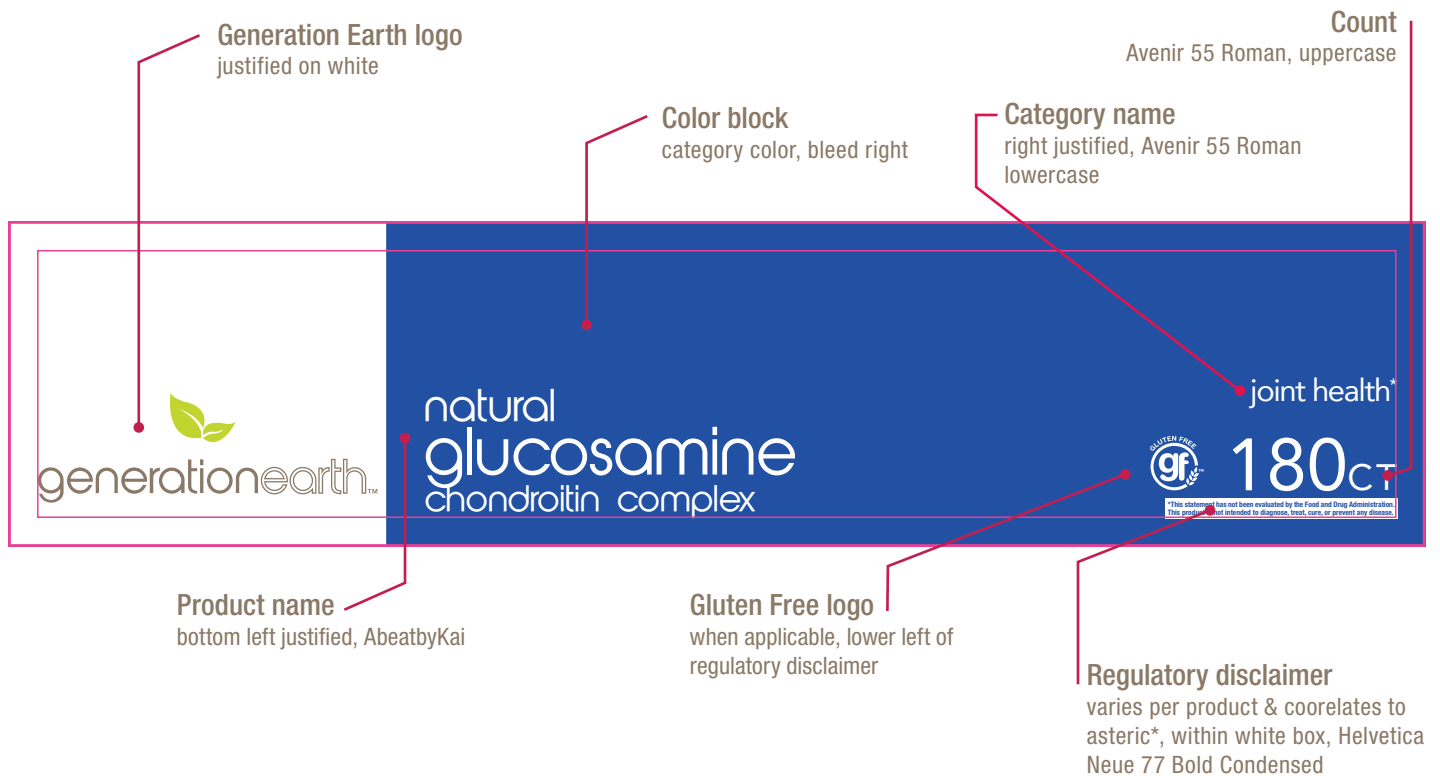 Generation Earth logo
justified on white
Count
Avenir 55 Roman, uppercase
Color block
category color, bleed right
Category name
right justified, Avenir 55 Roman
lowercase
generationearth™
natural
glucosamine
chondroitin complex
joint health*
GLUTEN FREE
gf™
180CT
*This statement has not been evaluated by the Food and Drug Administration.
This product not intended to diagnose, treat, cure, or prevent any disease.
Product name
bottom left justified, AbeatbyKai
Gluten Free logo
when applicable, lower left of
regulatory disclaimer
Regulatory disclaimer
varies per product & coorelates to
asteric*, within white box, Helvetica
Neue 77 Bold Condensed